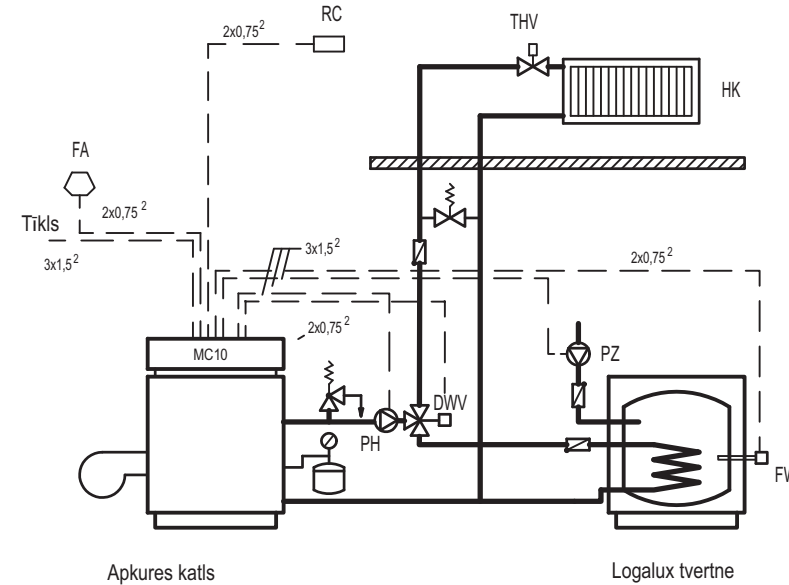 RC
2x0,75²
THV
HK
FA
2x0,75²
Tīkls
3x1,5²
3x1,5²
2x0,75²
2x0,75²
MC10
PZ
DWV
PH
FV
Apkures katls
Logalux tvertne